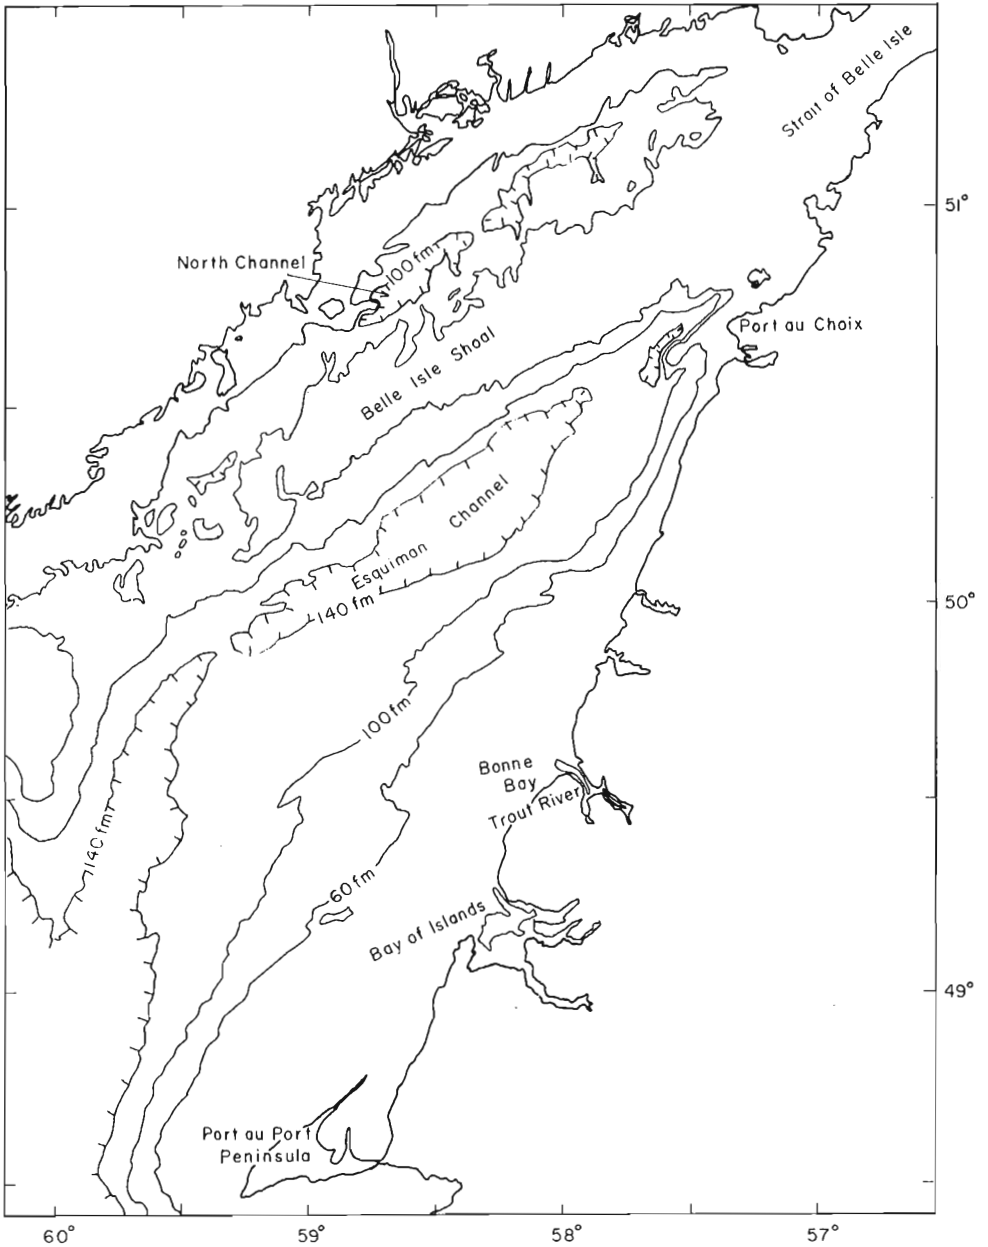 Strait of Belle Isle
51°
North Channel
100 fm
Port au Choix
Belle Isle Shoal
Channel
Esquiman
140 fm
50°
100 fm
Bonne
Bay
Trout River
140 fm
60 fm
Bay of Islands
49°
Port au Port
Peninsula
60°
59°
58°
57°